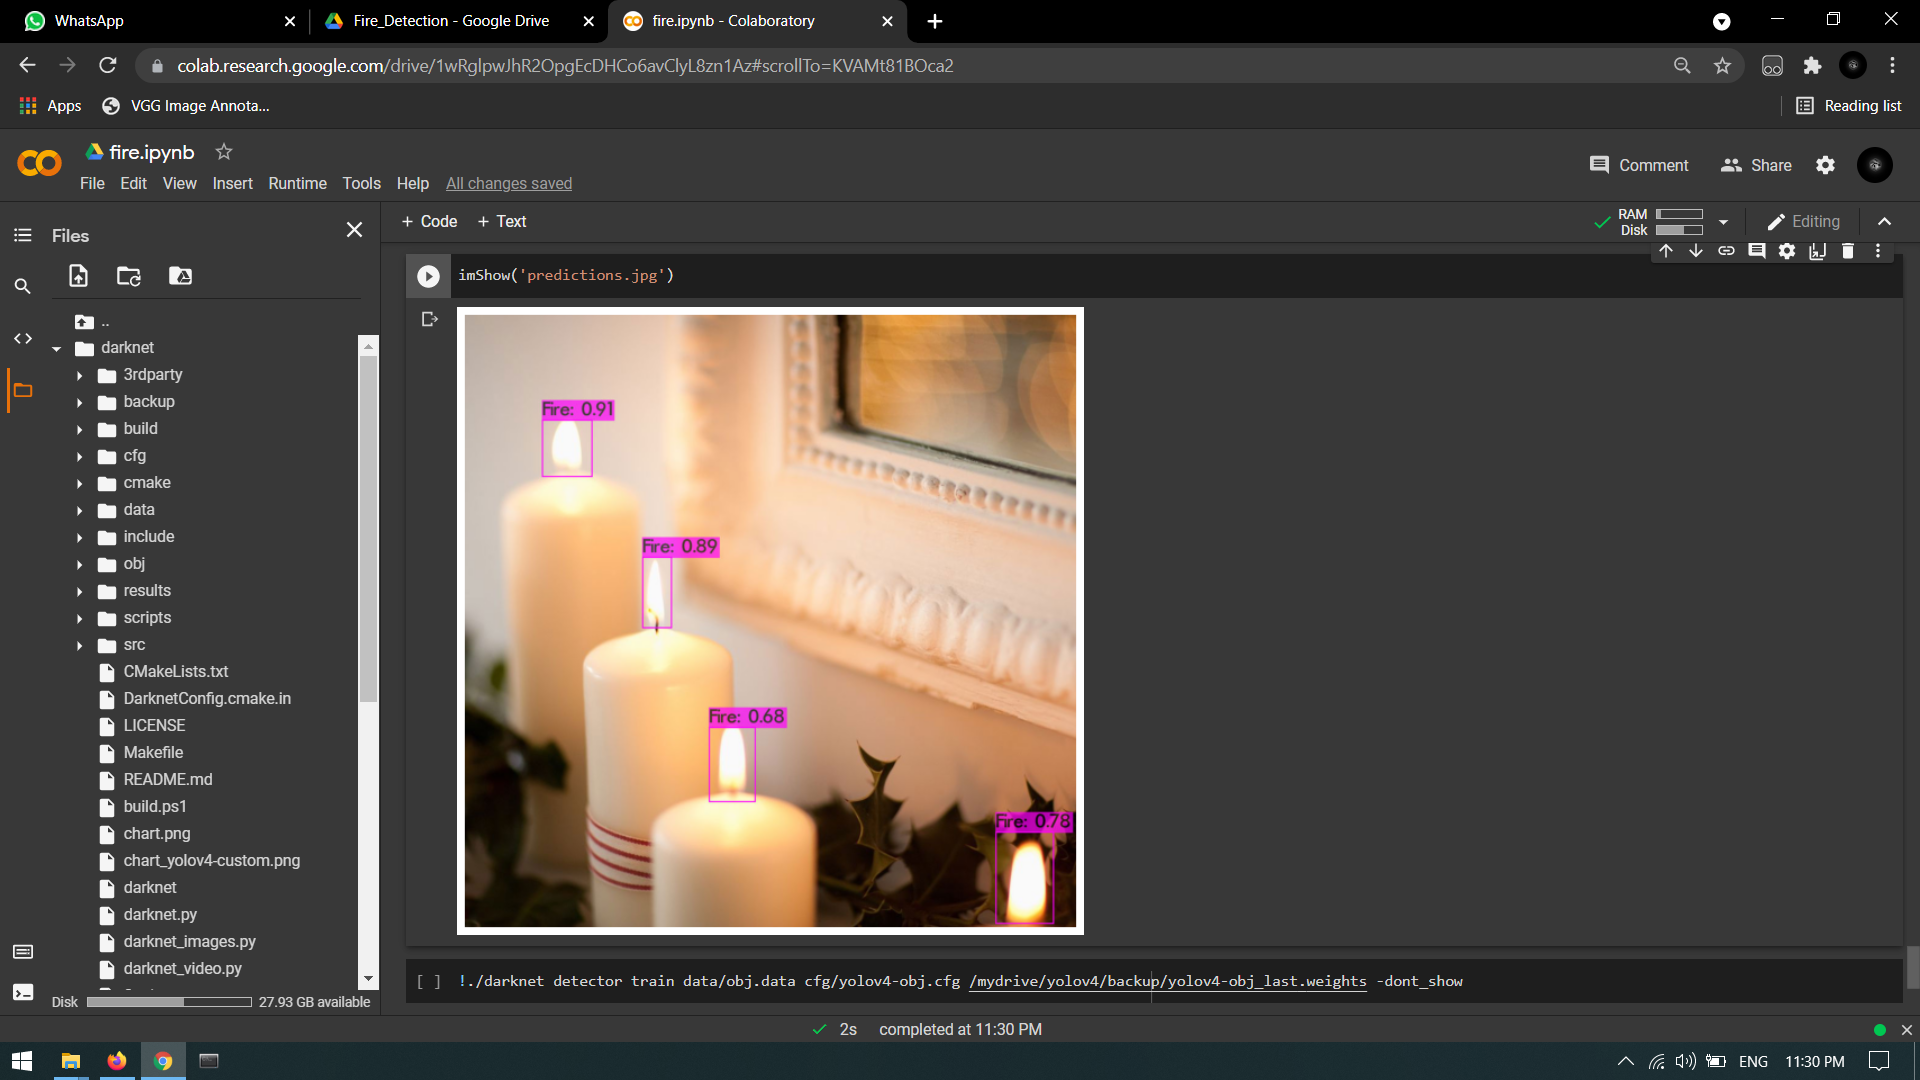 WhatsApp
Fire_Detection - Google Drive
fire.ipynb - Colaboratory
colab.research.google.com/drive/1wRglpwJhR2OpgEcDHCo6avClyL8zn1Az#scrollTo=KVAMt81BOca2
Apps
VGG Image Annota...
Reading list
fire.ipynb
Comment
Share
File Edit View Insert Runtime Tools Help All changes saved
Files
+ Code + Text
RAM
Disk
Editing
imShow('predictions.jpg')
..
darknet
3rdparty
backup
build
cfg
cmake
data
include
obj
results
scripts
src
CMakeLists.txt
DarknetConfig.cmake.in
LICENSE
Makefile
README.md
build.ps1
chart.png
chart_yolov4-custom.png
darknet
darknet.py
darknet_images.py
darknet_video.py
Disk 27.93 GB available
Fire: 0.91
Fire: 0.89
Fire: 0.68
Fire: 0.78
[ ] !./darknet detector train data/obj.data cfg/yolov4-obj.cfg /mydrive/yolov4/backup/yolov4-obj_last.weights -dont_show
2s completed at 11:30 PM
ENG 11:30 PM